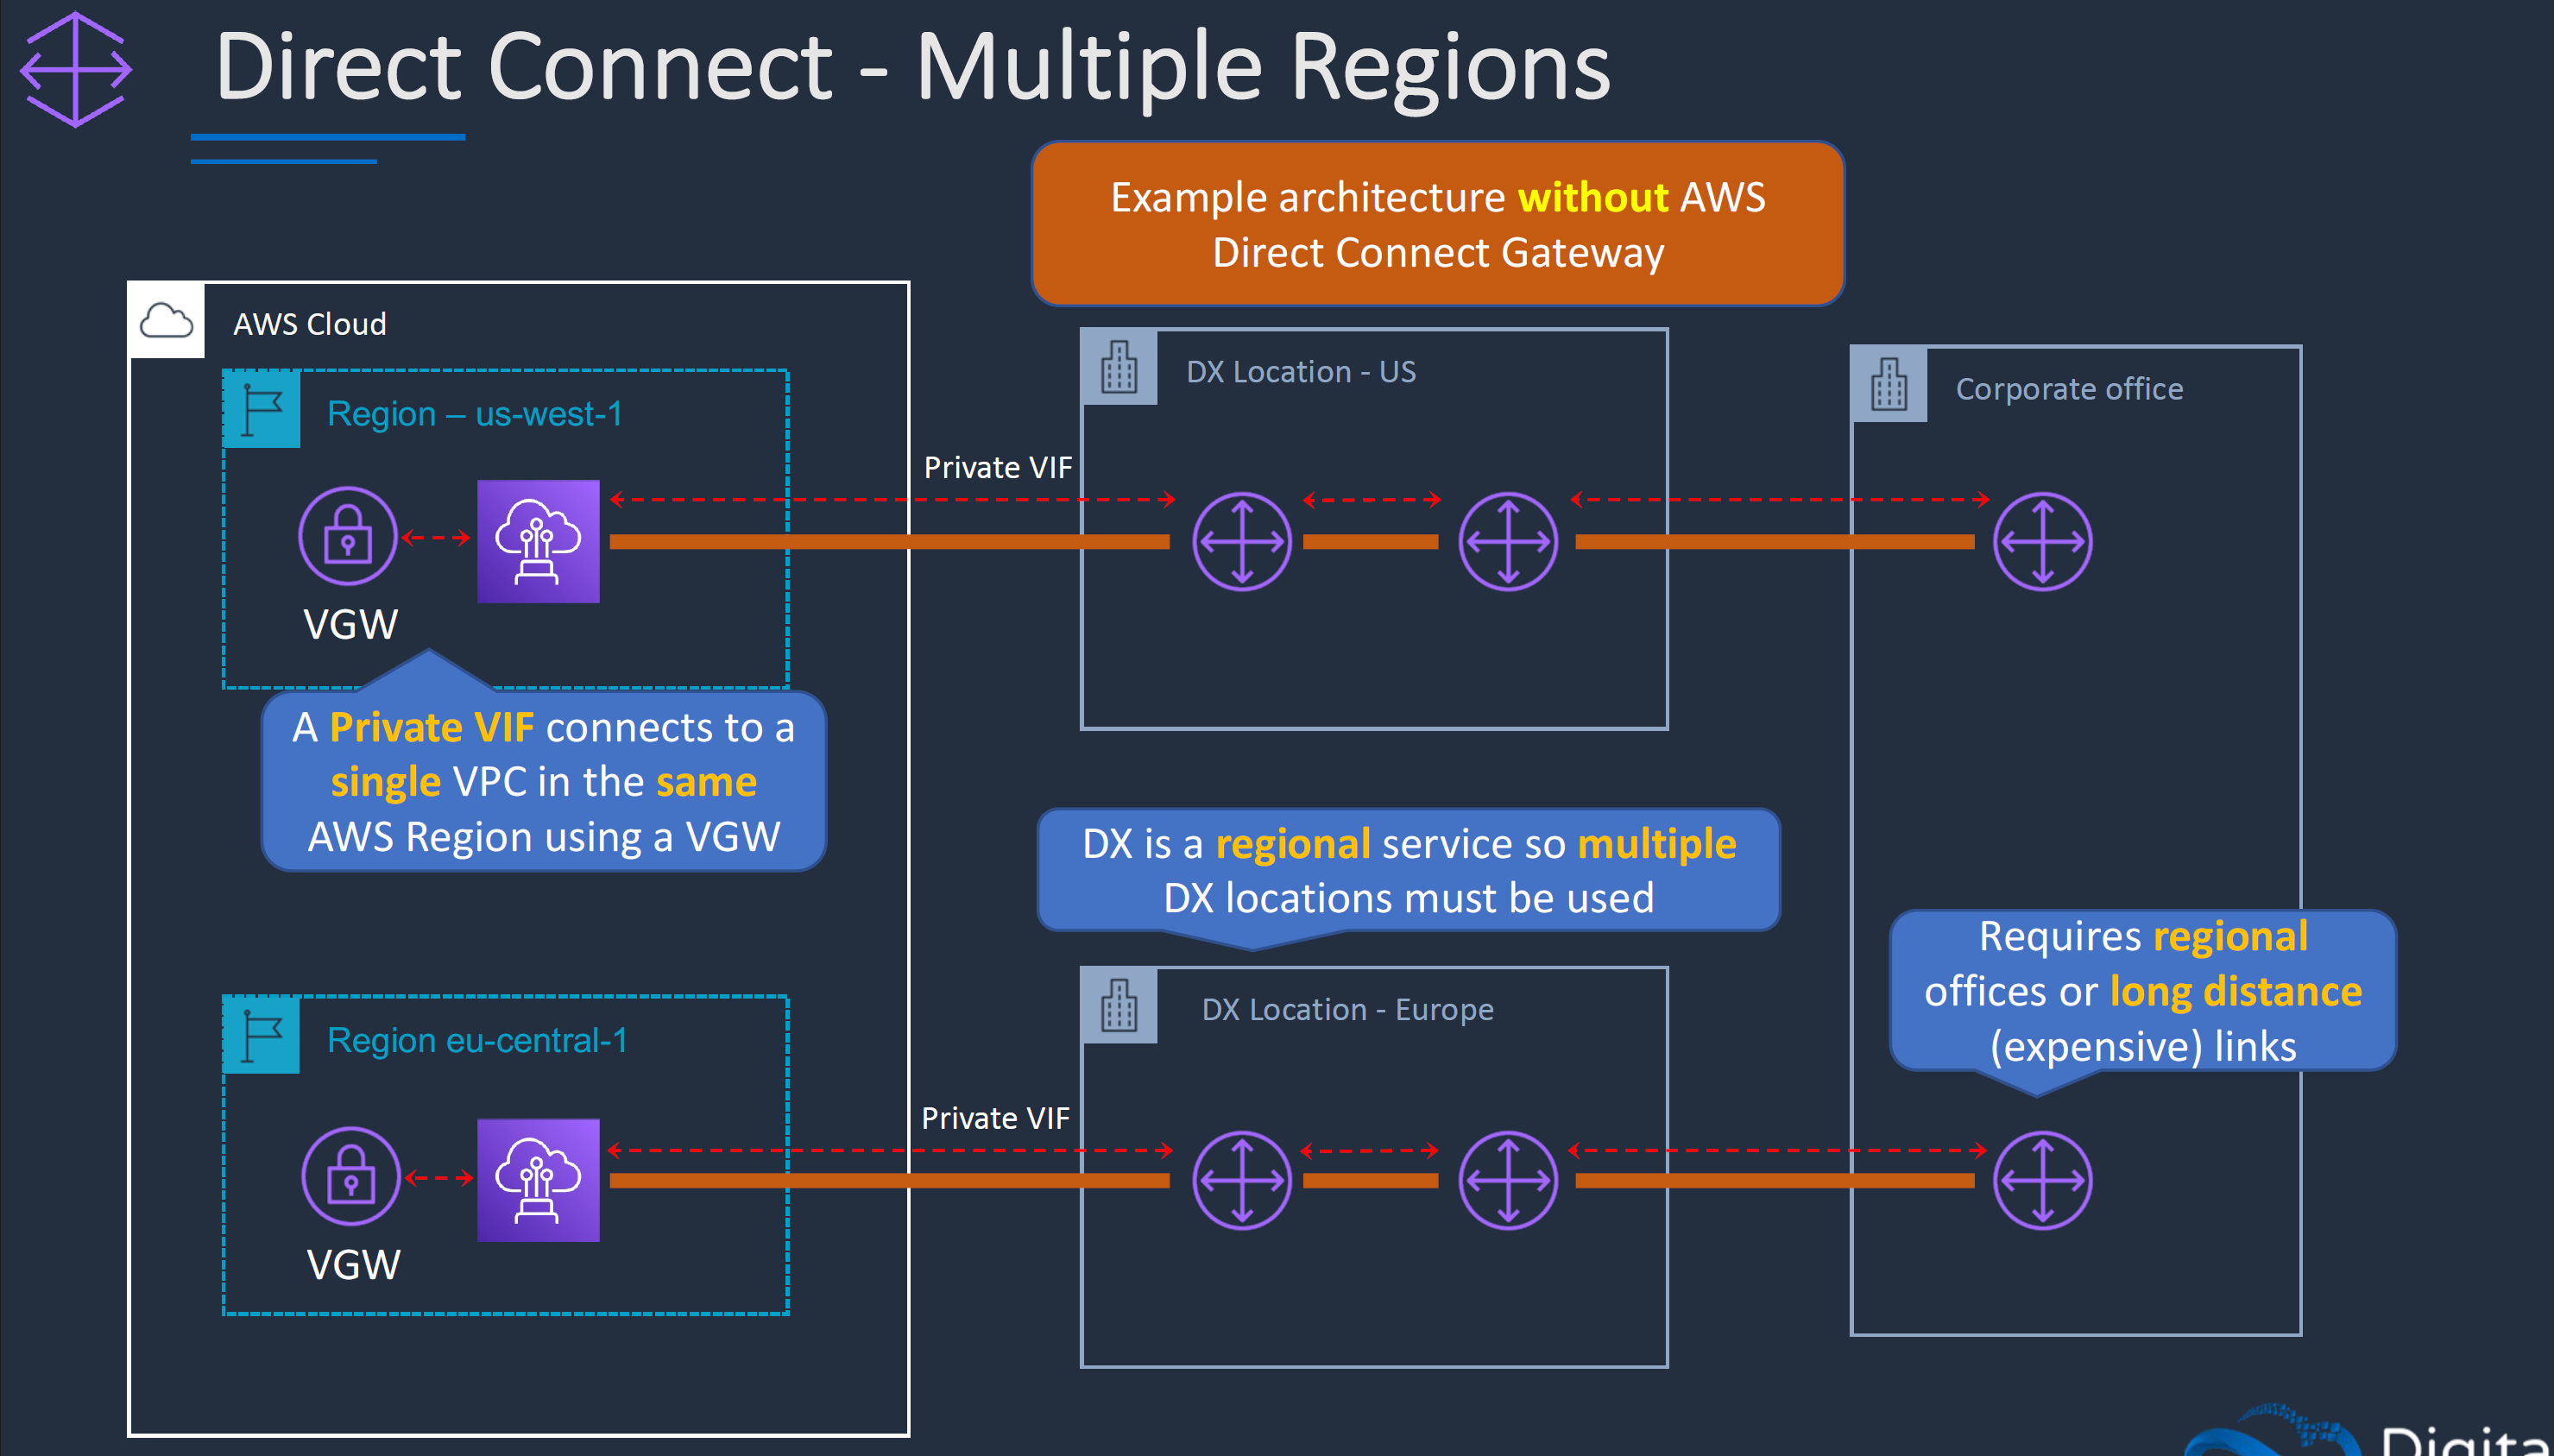 Direct Connect - Multiple Regions
Example architecture without AWS
Direct Connect Gateway
AWS Cloud
Region – us-west-1
VGW
Private VIF
DX Location - US
Corporate office
A Private VIF connects to a
single VPC in the same
AWS Region using a VGW
DX is a regional service so multiple
DX locations must be used
Requires regional
offices or long distance
(expensive) links
Region eu-central-1
VGW
Private VIF
DX Location - Europe